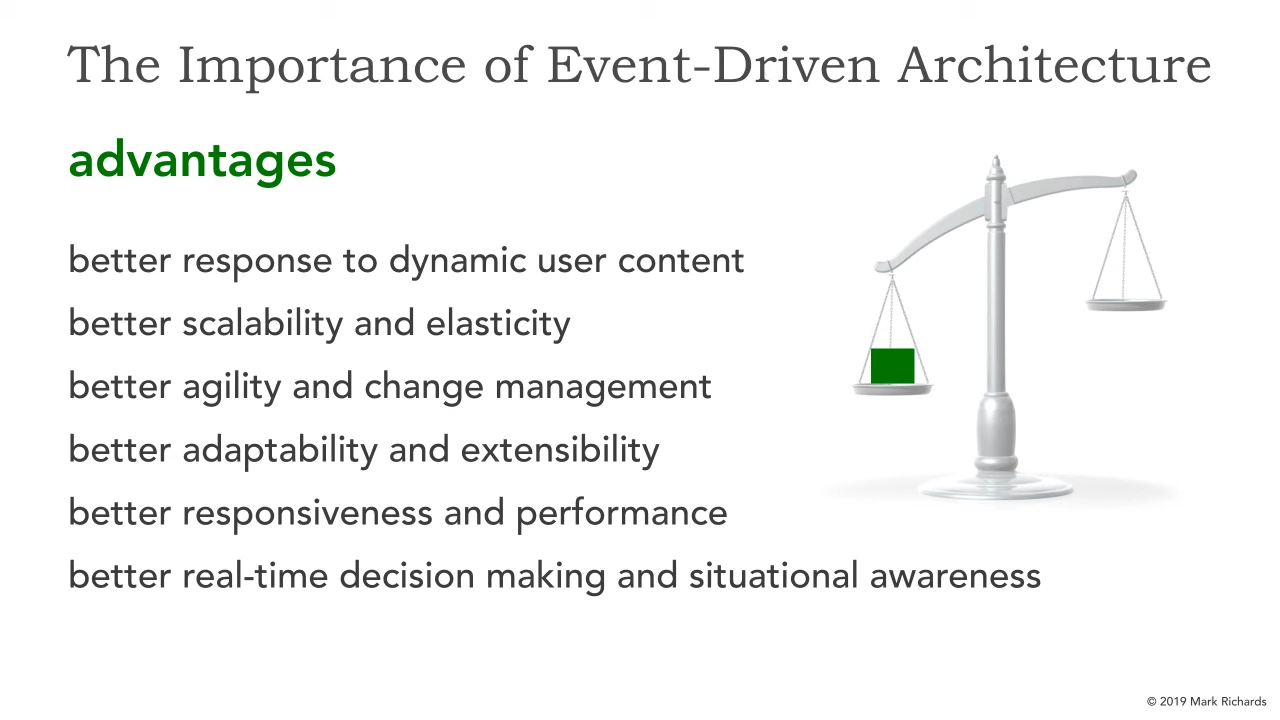 The Importance of Event-Driven Architecture
advantages
better response to dynamic user content
better scalability and elasticity
better agility and change management
better adaptability and extensibility
better responsiveness and performance
better real-time decision making and situational awareness
© 2019 Mark Richards